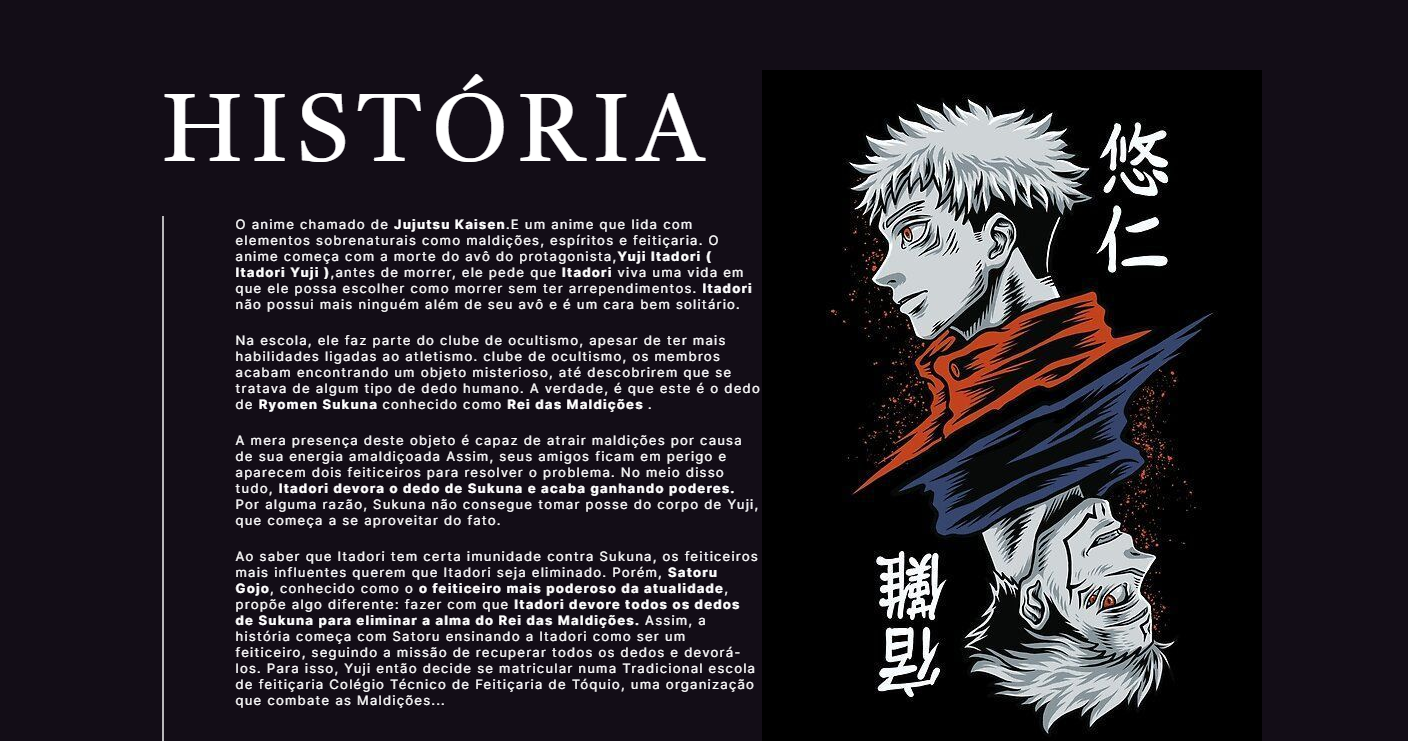 HISTÓRIA
O anime chamado de Jujutsu Kaisen.E um anime que lida com
elementos sobrenaturais como maldições, espíritos e feitiçaria. O
anime começa com a morte do avô do protagonista,Yuji Itadori (
Itadori Yuji ),antes de morrer, ele pede que Itadori viva uma vida em
que ele possa escolher como morrer sem ter arrependimentos. Itadori
não possui mais ninguém além de seu avô e é um cara bem solitário.
Na escola, ele faz parte do clube de ocultismo, apesar de ter mais
habilidades ligadas ao atletismo. clube de ocultismo, os membros
acabam encontrando um objeto misterioso, até descobrirem que se
tratava de algum tipo de dedo humano. A verdade, é que este é o dedo
de Ryomen Sukuna conhecido como Rei das Maldições .
A mera presença deste objeto é capaz de atrair maldições por causa
de sua energia amaldiçoada Assim, seus amigos ficam em perigo e
aparecem dois feiticeiros para resolver o problema. No meio disso
tudo, Itadori devora o dedo de Sukuna e acaba ganhando poderes.
Por alguma razão, Sukuna não consegue tomar posse do corpo de Yuji,
que começa a se aproveitar do fato.
Ao saber que Itadori tem certa imunidade contra Sukuna, os feiticeiros
mais influentes querem que Itadori seja eliminado. Porém, Satoru
Gojo, conhecido como o o feiticeiro mais poderoso da atualidade,
propõe algo diferente: fazer com que Itadori devore todos os dedos
de Sukuna para eliminar a alma do Rei das Maldições. Assim, a
história começa com Satoru ensinando a Itadori como ser um
feiticeiro, seguindo a missão de recuperar todos os dedos e devorá-
los. Para isso, Yuji então decide se matricular numa Tradicional escola
de feitiçaria Colégio Técnico de Feitiçaria de Tóquio, uma organização
que combate as Maldições...
悠仁
宿儺